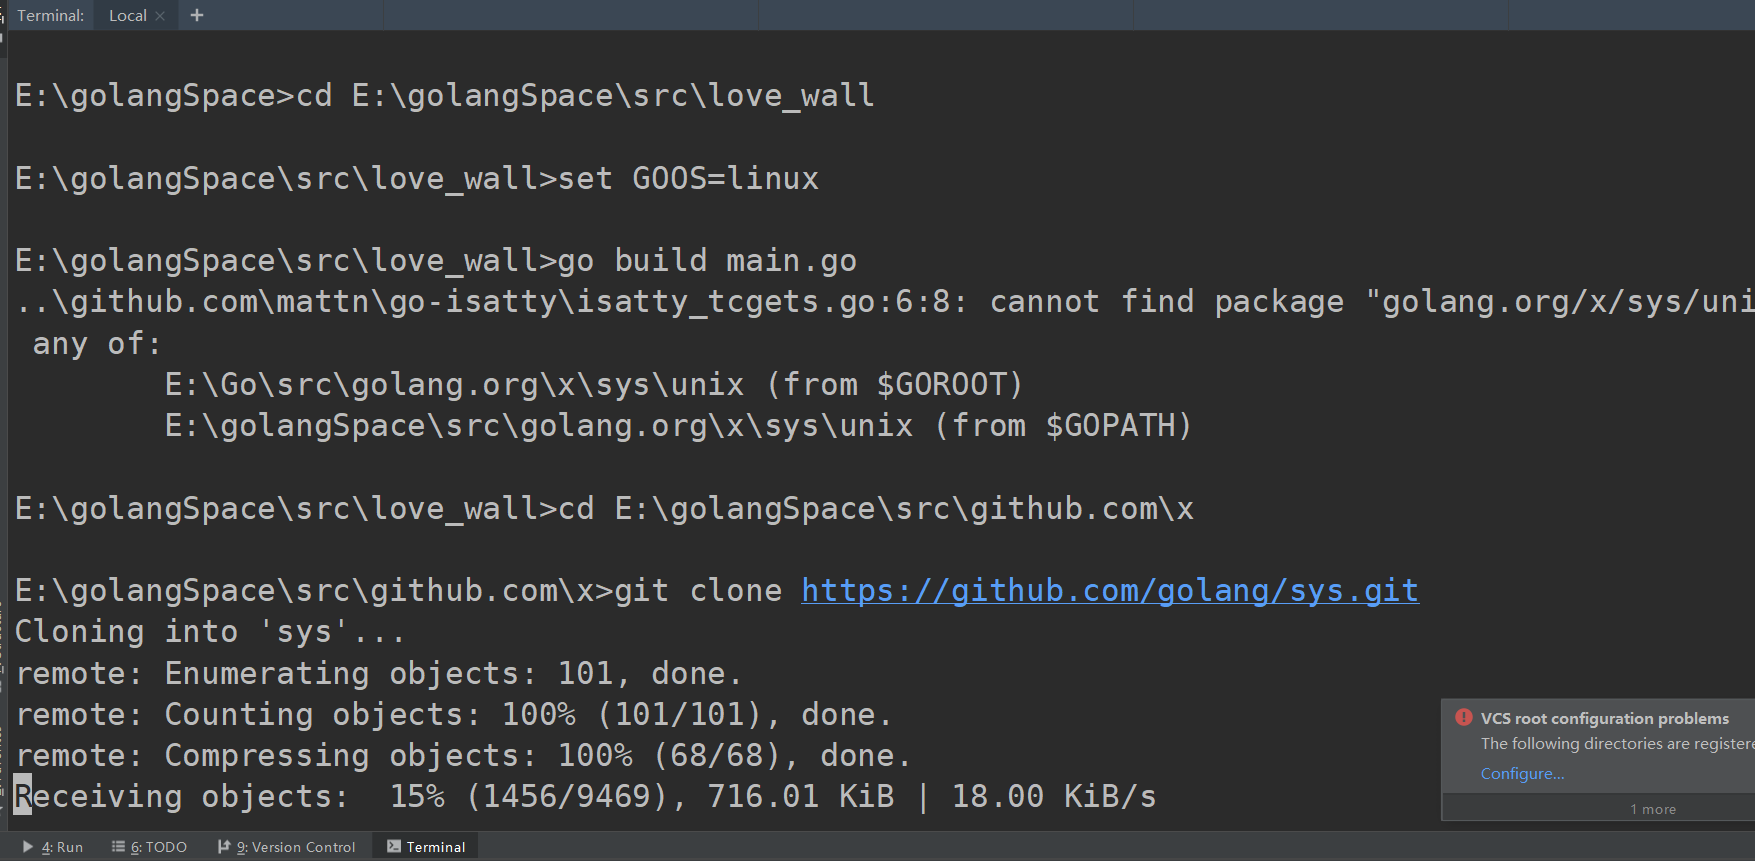 Terminal: Local × +
E:\golangSpace>cd E:\golangSpace\src\love_wall
E:\golangSpace\src\love_wall>set GOOS=linux
E:\golangSpace\src\love_wall>go build main.go
..\github.com\mattn\go-isatty\isatty_tcgets.go:6:8: cannot find package "golang.org/x/sys/uni
any of:
E:\Go\src\golang.org\x\sys\unix (from $GOROOT)
E:\golangSpace\src\golang.org\x\sys\unix (from $GOPATH)
E:\golangSpace\src\love_wall>cd E:\golangSpace\src\github.com\x
E:\golangSpace\src\github.com\x>git clone https://github.com/golang/sys.git
Cloning into 'sys'...
remote: Enumerating objects: 101, done.
remote: Counting objects: 100% (101/101), done.
remote: Compressing objects: 100% (68/68), done.
Receiving objects:  15% (1456/9469), 716.01 KiB | 18.00 KiB/s
VCS root configuration problems
The following directories are registere
Configure...
1 more
4: Run 6: TODO 9: Version Control Terminal